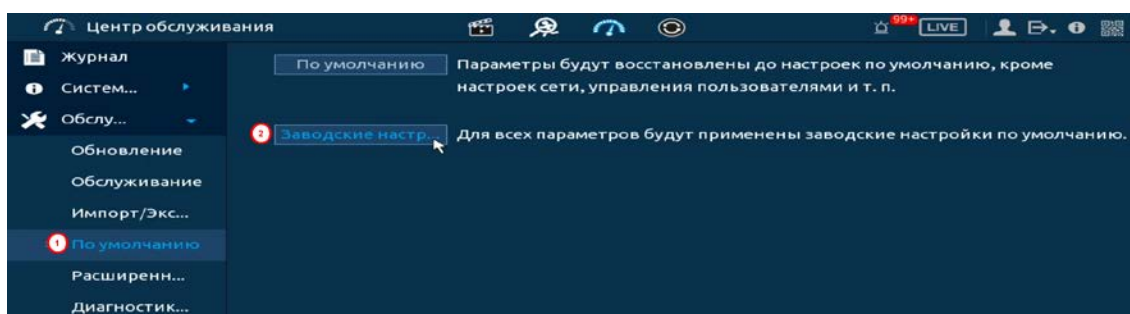 Центр обслуживания
99+
LIVE
Журнал
Систем...
Обслу...
Обновление
Обслуживание
Импорт/Экс...
1 По умолчанию
Расширенн...
Диагностик...
По умолчанию
Параметры будут восстановлены до настроек по умолчанию, кроме
настроек сети, управления пользователями и т. п.
2 Заводские настр...
Для всех параметров будут применены заводские настройки по умолчанию.